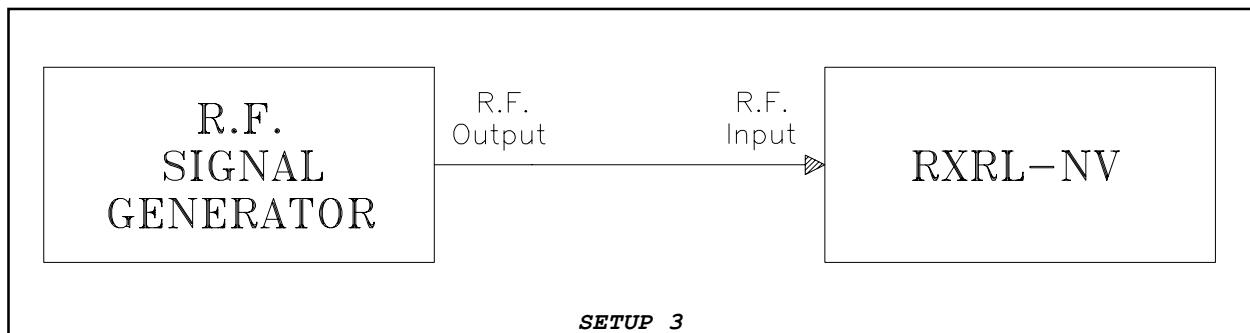 R.F.
SIGNAL
GENERATOR
R.F.
Output
R.F.
Input
RXRL-NV
SETUP 3